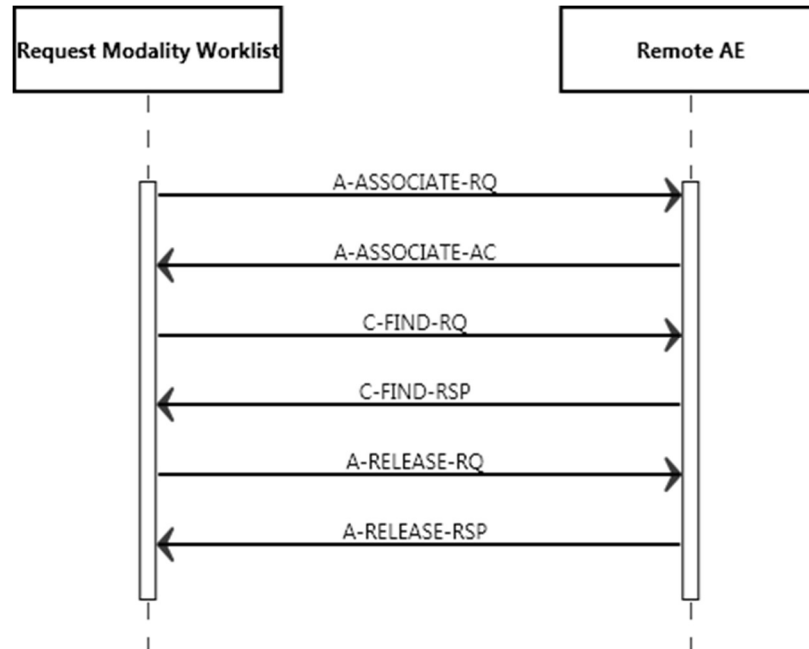 Request Modality Worklist
Remote AE
A-ASSOCIATE-RQ
A-ASSOCIATE-AC
C-FIND-RQ
C-FIND-RSP
A-RELEASE-RQ
A-RELEASE-RSP